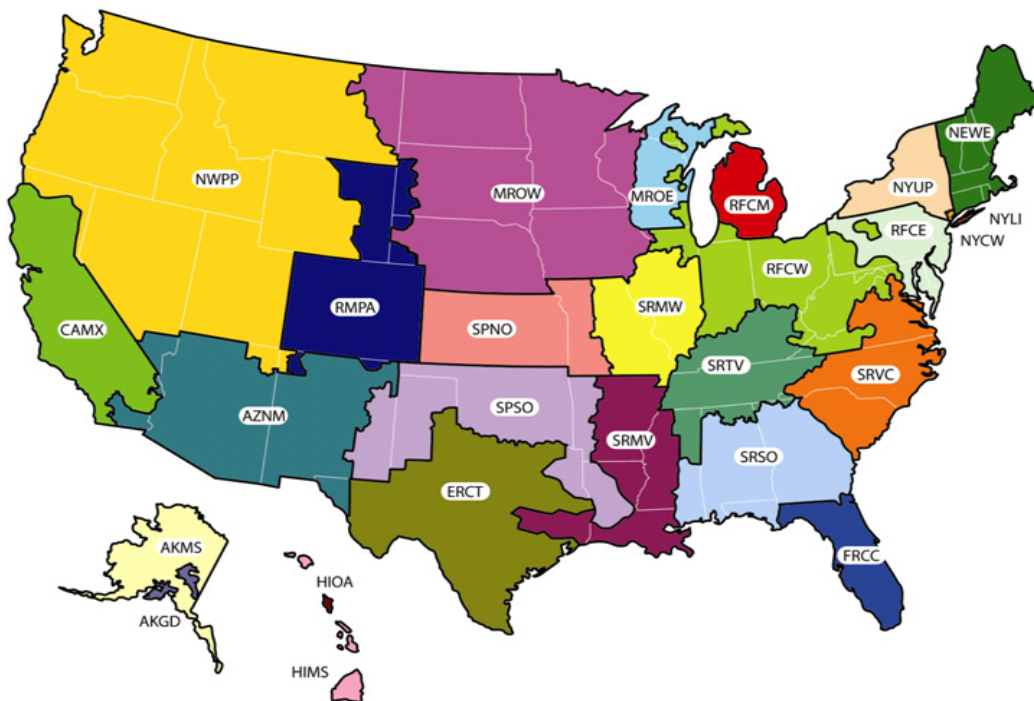 NEWE
NWPP
NYUP
MROW
MROE
RFCM
NYLI
RFCE
NYCW
RFCW
RMPA
SRMW
CAMX
SPNO
SRTV
SRVC
SPSO
AZNM
SRMV
SRSO
ERCT
AKMS
FRCC
HIOA
AKGD
HIMS